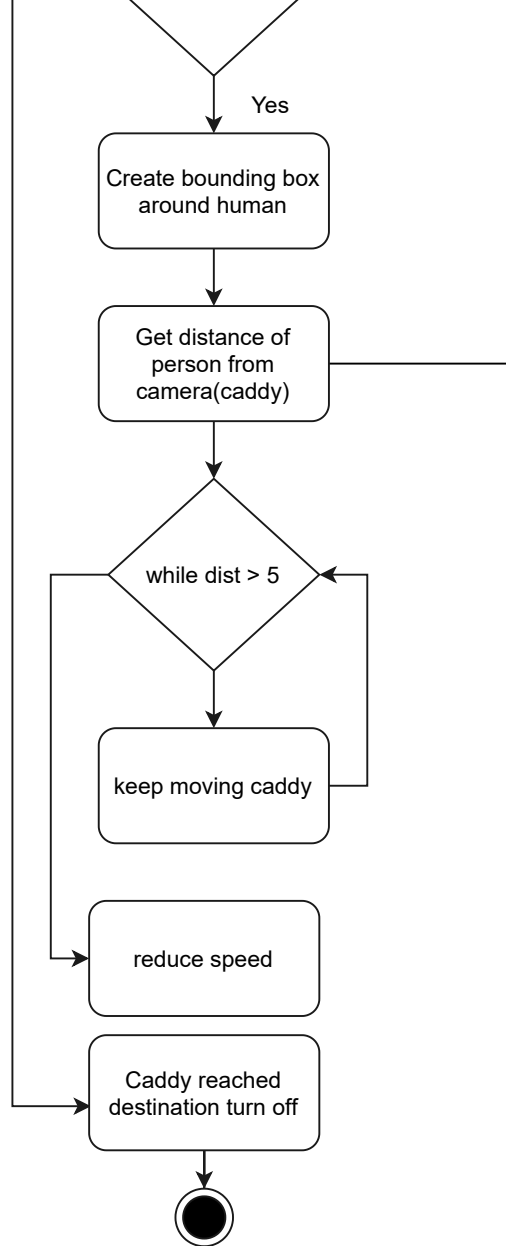 Yes
Create bounding box
around human
Get distance of
person from
camera(caddy)
while dist > 5
keep moving caddy
reduce speed
Caddy reached
destination turn off